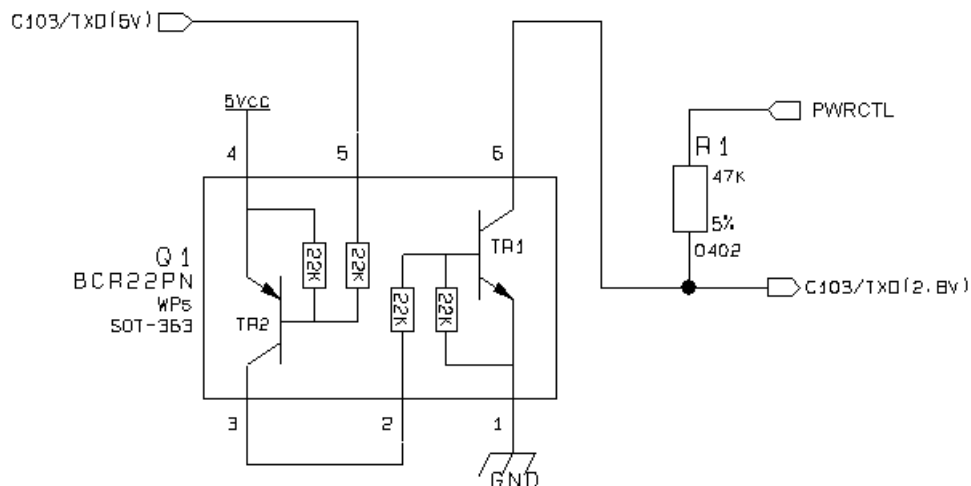 C103/TXD(5V)
5VCC
4
5
6
PWRCTL
R1
47K
5%
0402
Q1
BCR22PN
WPs
SOT-363
22K
22K
TR2
22K
22K
TR1
C103/TXD(2.8V)
3
2
1
GND